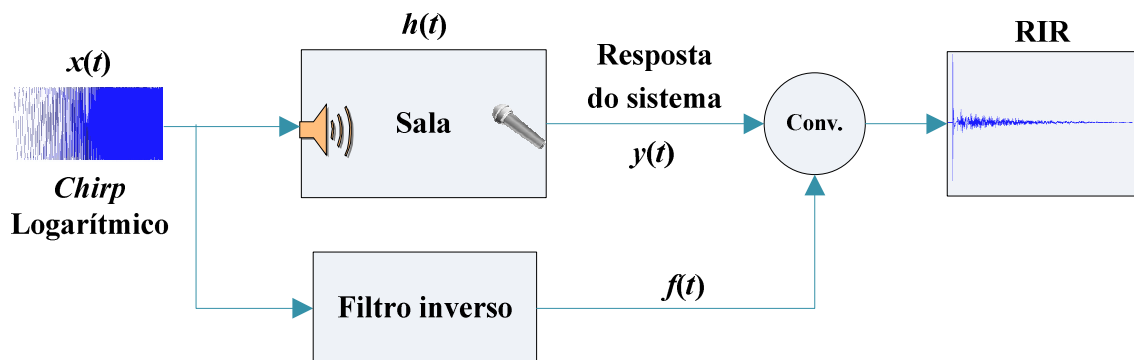 x(t)
Chirp
Logarítmico
h(t)
Sala
Resposta
do sistema
y(t)
Conv.
RIR
Filtro inverso
f(t)